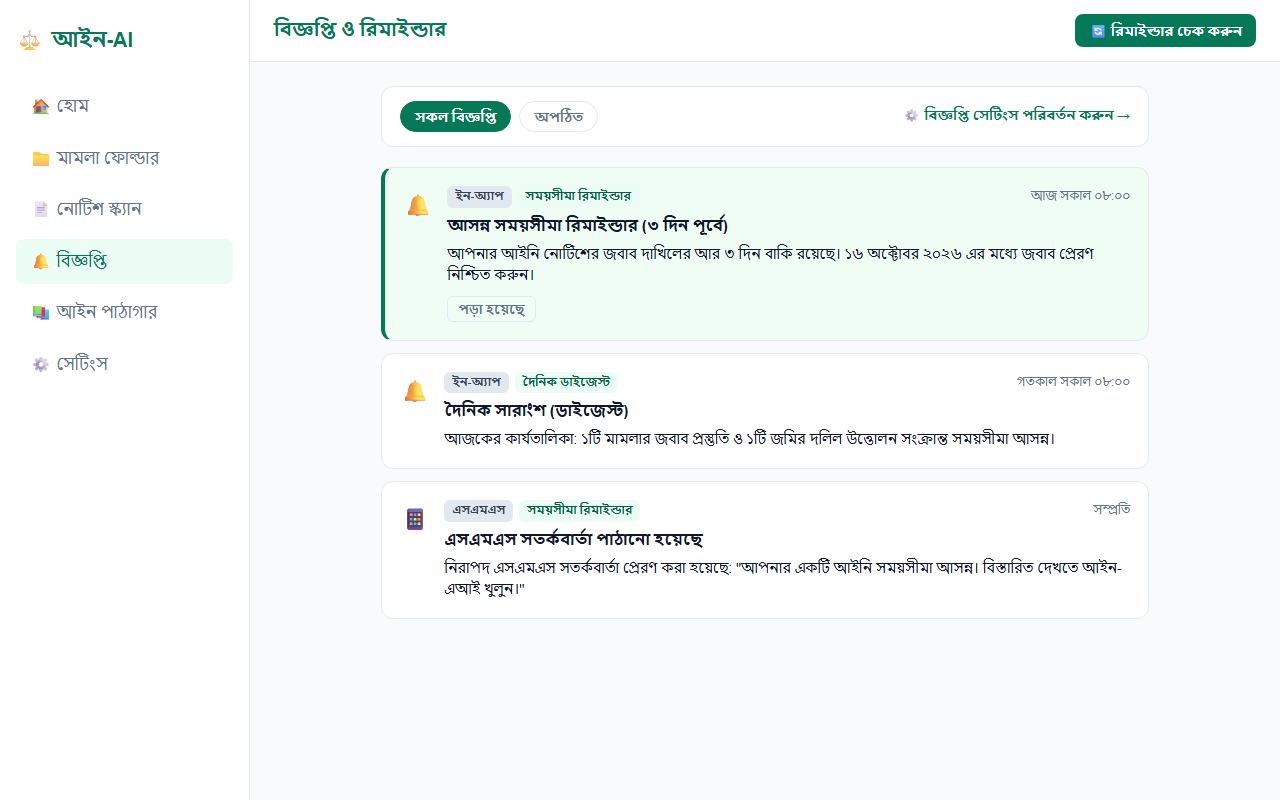 আইন-AI
হোম
মামলা ফোল্ডার
নোটিশ স্ক্যান
বিজ্ঞপ্তি
আইন পাঠাগার
সেটিংস
বিজ্ঞপ্তি ও রিমাইন্ডার
রিমাইন্ডার চেক করুন
সকল বিজ্ঞপ্তি অপঠিত বিজ্ঞপ্তি সেটিংস পরিবর্তন করুন →
ইন-অ্যাপ সময়সীমা রিমাইন্ডার আজ সকাল ০৮:০০
আসন্ন সময়সীমা রিমাইন্ডার (৩ দিন পূর্বে)
আপনার আইনি নোটিশের জবাব দাখিলের আর ৩ দিন বাকি রয়েছে। ১৬ অক্টোবর ২০২৬ এর মধ্যে জবাব প্রেরণ
নিশ্চিত করুন।
পড়া হয়েছে
ইন-অ্যাপ দৈনিক ডাইজেস্ট গতকাল সকাল ০৮:০০
দৈনিক সারাংশ (ডাইজেস্ট)
আজকের কার্যতালিকা: ১টি মামলার জবাব প্রস্তুতি ও ১টি জমির দলিল উত্তোলন সংক্রান্ত সময়সীমা আসন্ন।
এসএমএস সময়সীমা রিমাইন্ডার সম্প্রতি
এসএমএস সতর্কবার্তা পাঠানো হয়েছে
নিরাপদ এসএমএস সতর্কবার্তা প্রেরণ করা হয়েছে: "আপনার একটি আইনি সময়সীমা আসন্ন। বিস্তারিত দেখতে আইন-
এআই খুলুন।"